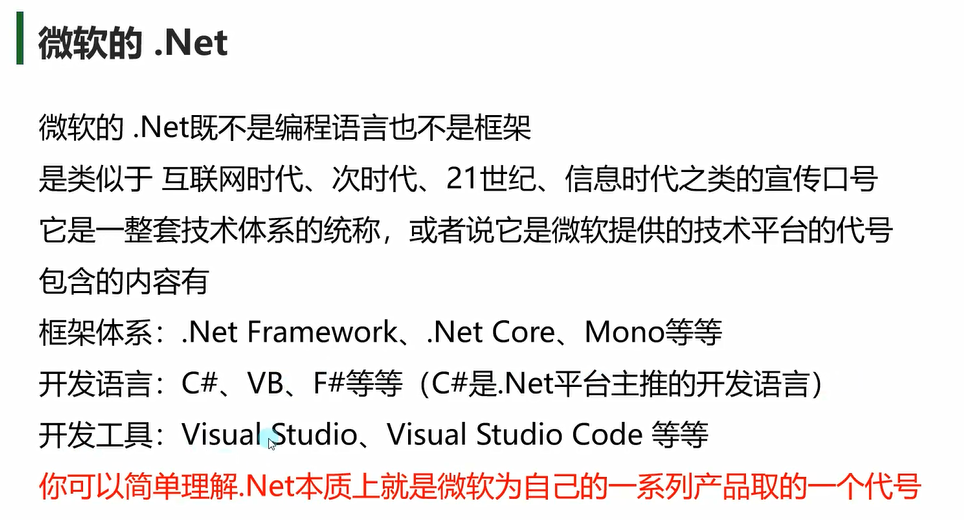 微软的 .Net
微软的 .Net既不是编程语言也不是框架
是类似于 互联网时代、次时代、21世纪、信息时代之类的宣传口号
它是一整套技术体系的统称，或者说它是微软提供的技术平台的代号
包含的内容有
框架体系：.Net Framework、.Net Core、Mono等等
开发语言：C#、VB、F#等等（C#是.Net平台主推的开发语言）
开发工具：Visual Studio、Visual Studio Code 等等
你可以简单理解.Net本质上就是微软为自己的一系列产品取的一个代号